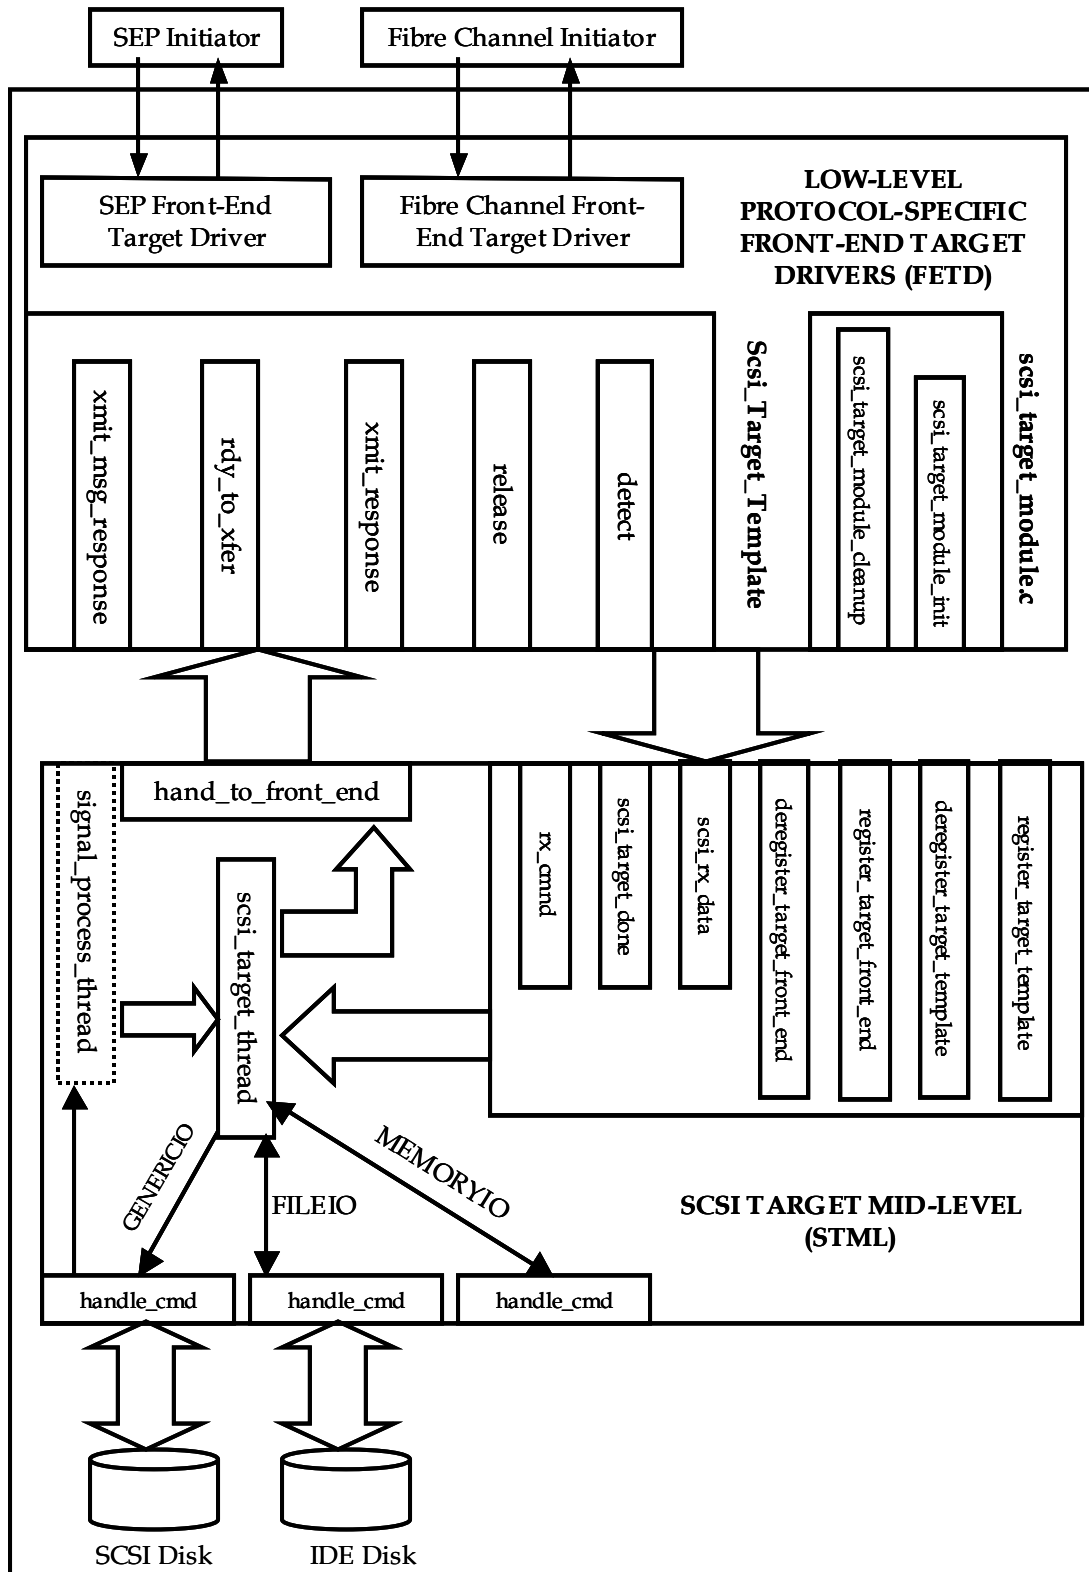 SEP Initiator
Fibre Channel Initiator
SEP Front-End
Target Driver
Fibre Channel Front-
End Target Driver
LOW-LEVEL
PROTOCOL-SPECIFIC
FRONT-END TARGET
DRIVERS (FETD)
xmit_msg_response
rdy_to_xfer
xmit_response
release
detect
Scsi_Target_Template
scsi_target_module_cleanup
scsi_target_module_init
scsi_target_module.c
signal_process_thread
hand_to_front_end
scsi_target_thread
rx_cmnd
scsi_target_done
scsi_rx_data
deregister_target_front_end
register_target_front_end
deregister_target_template
register_target_template
GENERICIO
FILEIO
MEMORYIO
SCSI TARGET MID-LEVEL
(STML)
handle_cmd
handle_cmd
handle_cmd
SCSI Disk
IDE Disk